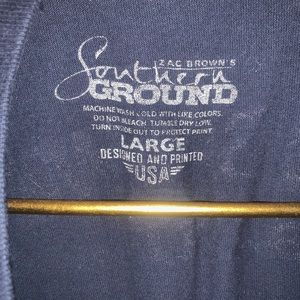 ZAC BROWN'S
Southern
GROUND
MACHINE WASH COLD WITH LIKE COLORS.
DO NOT BLEACH. TUMBLE DRY LOW.
TURN INSIDE OUT TO PROTECT PRINT.
LARGE
DESIGNED AND PRINTED
USA